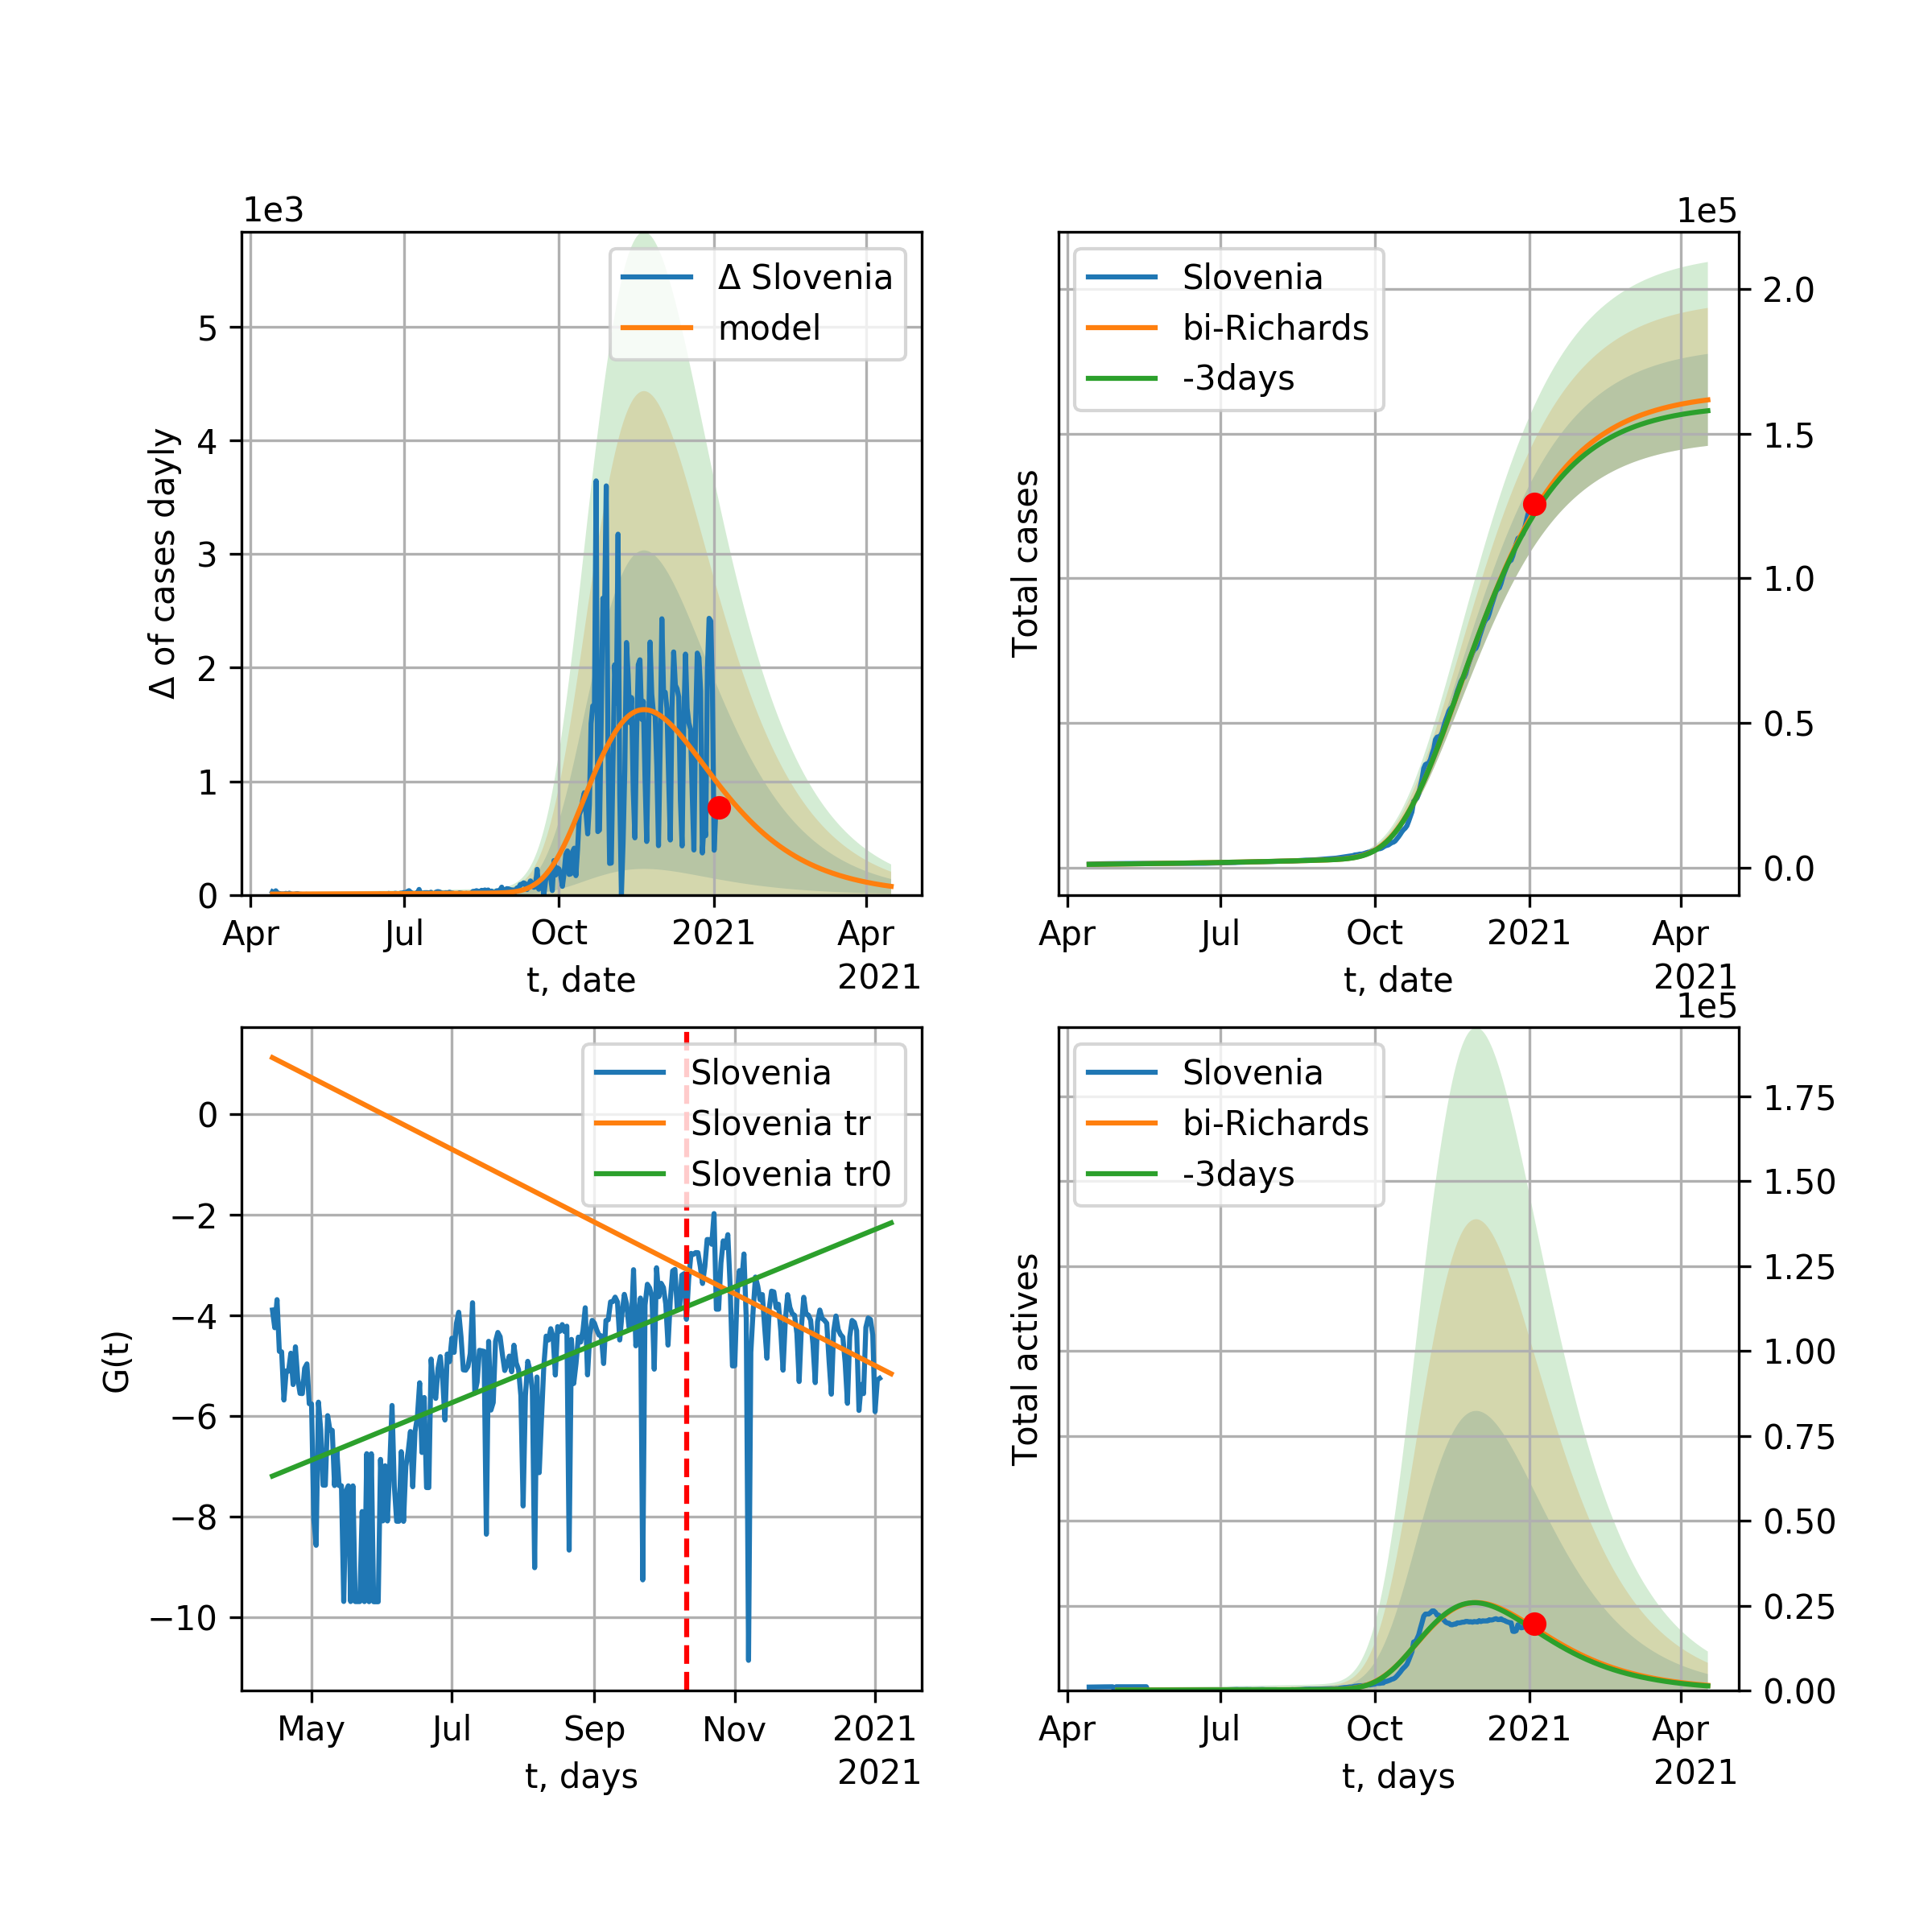 1e3
Δ Slovenia
model
5
4
3
2
1
0
Δ of cases dayly
Apr
Jul
Oct
2021
Apr
t, date
2021
1e5
Slovenia
bi-Richards
-3days
2.0
1.5
1.0
0.5
0.0
Total cases
Apr
Jul
Oct
2021
Apr
t, date
2021
Slovenia
Slovenia tr
Slovenia tr0
0
−2
−4
−6
−8
−10
G(t)
May
Jul
Sep
Nov
2021
t, days
2021
1e5
Slovenia
bi-Richards
-3days
1.75
1.50
1.25
1.00
0.75
0.50
0.25
0.00
Total actives
Apr
Jul
Oct
2021
Apr
t, days
2021